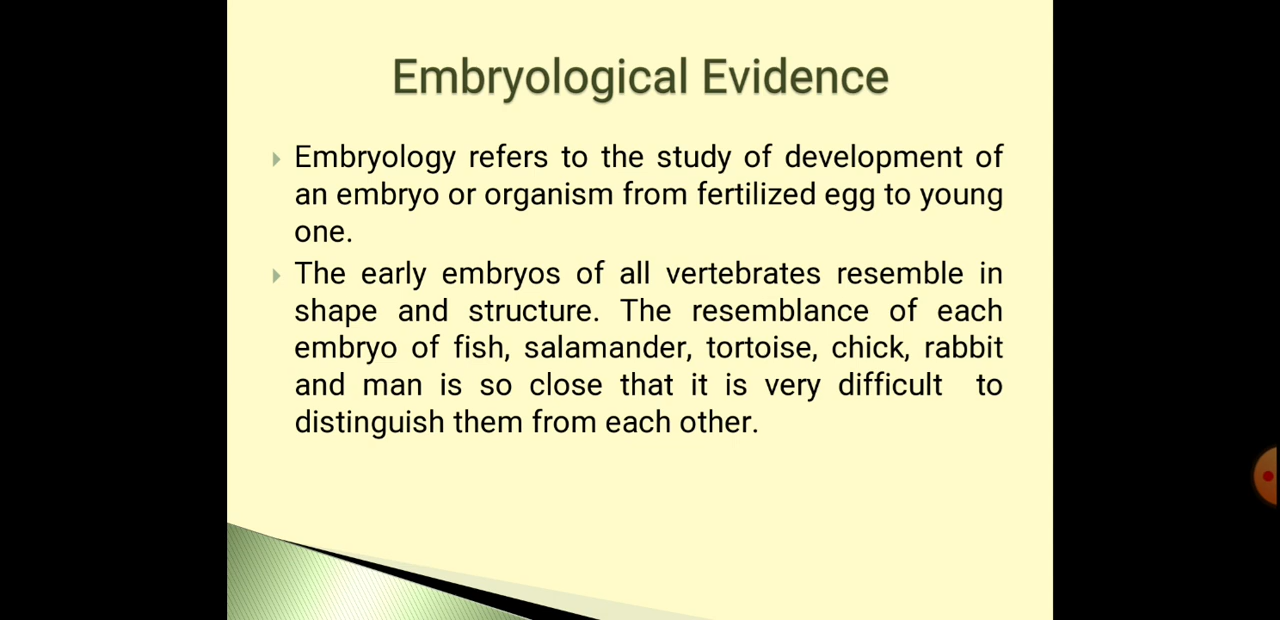 Embryological Evidence
Embryology refers to the study of development of
an embryo or organism from fertilized egg to young
one.
The early embryos of all vertebrates resemble in
shape and structure. The resemblance of each
embryo of fish, salamander, tortoise, chick, rabbit
and man is so close that it is very difficult to
distinguish them from each other.